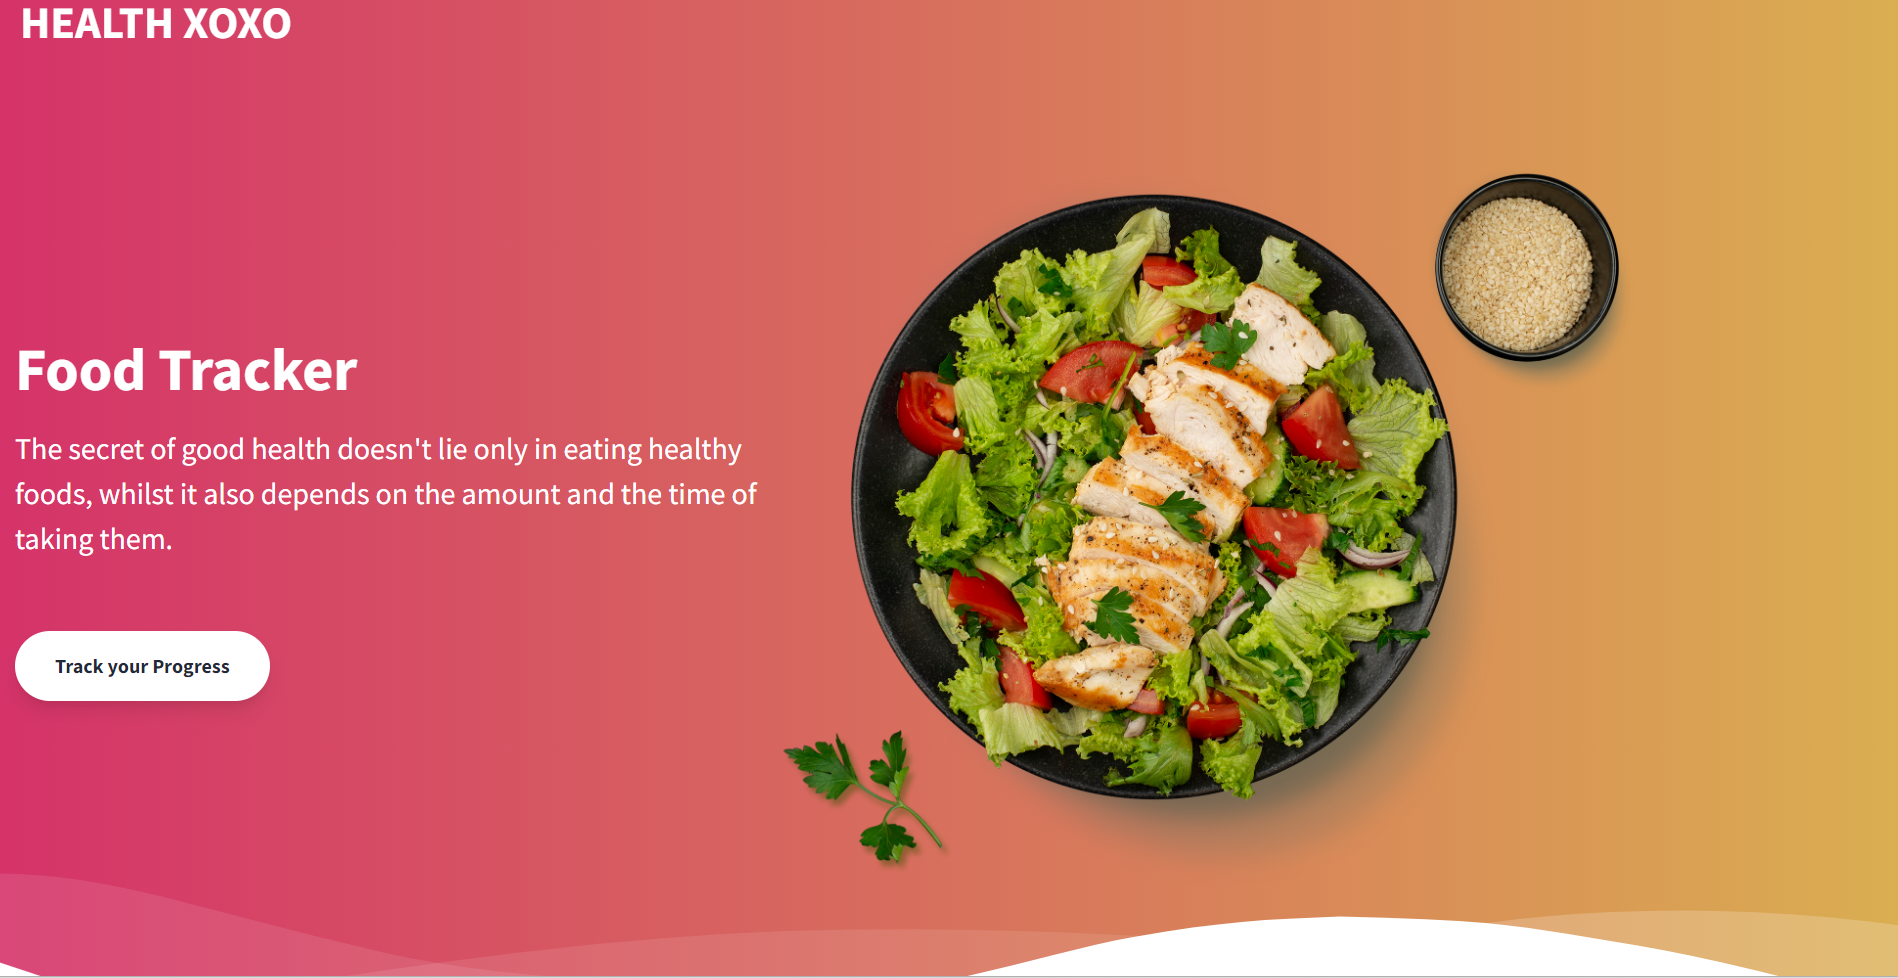 HEALTH XOXO
Food Tracker
The secret of good health doesn't lie only in eating healthy
foods, whilst it also depends on the amount and the time of
taking them.
Track your Progress